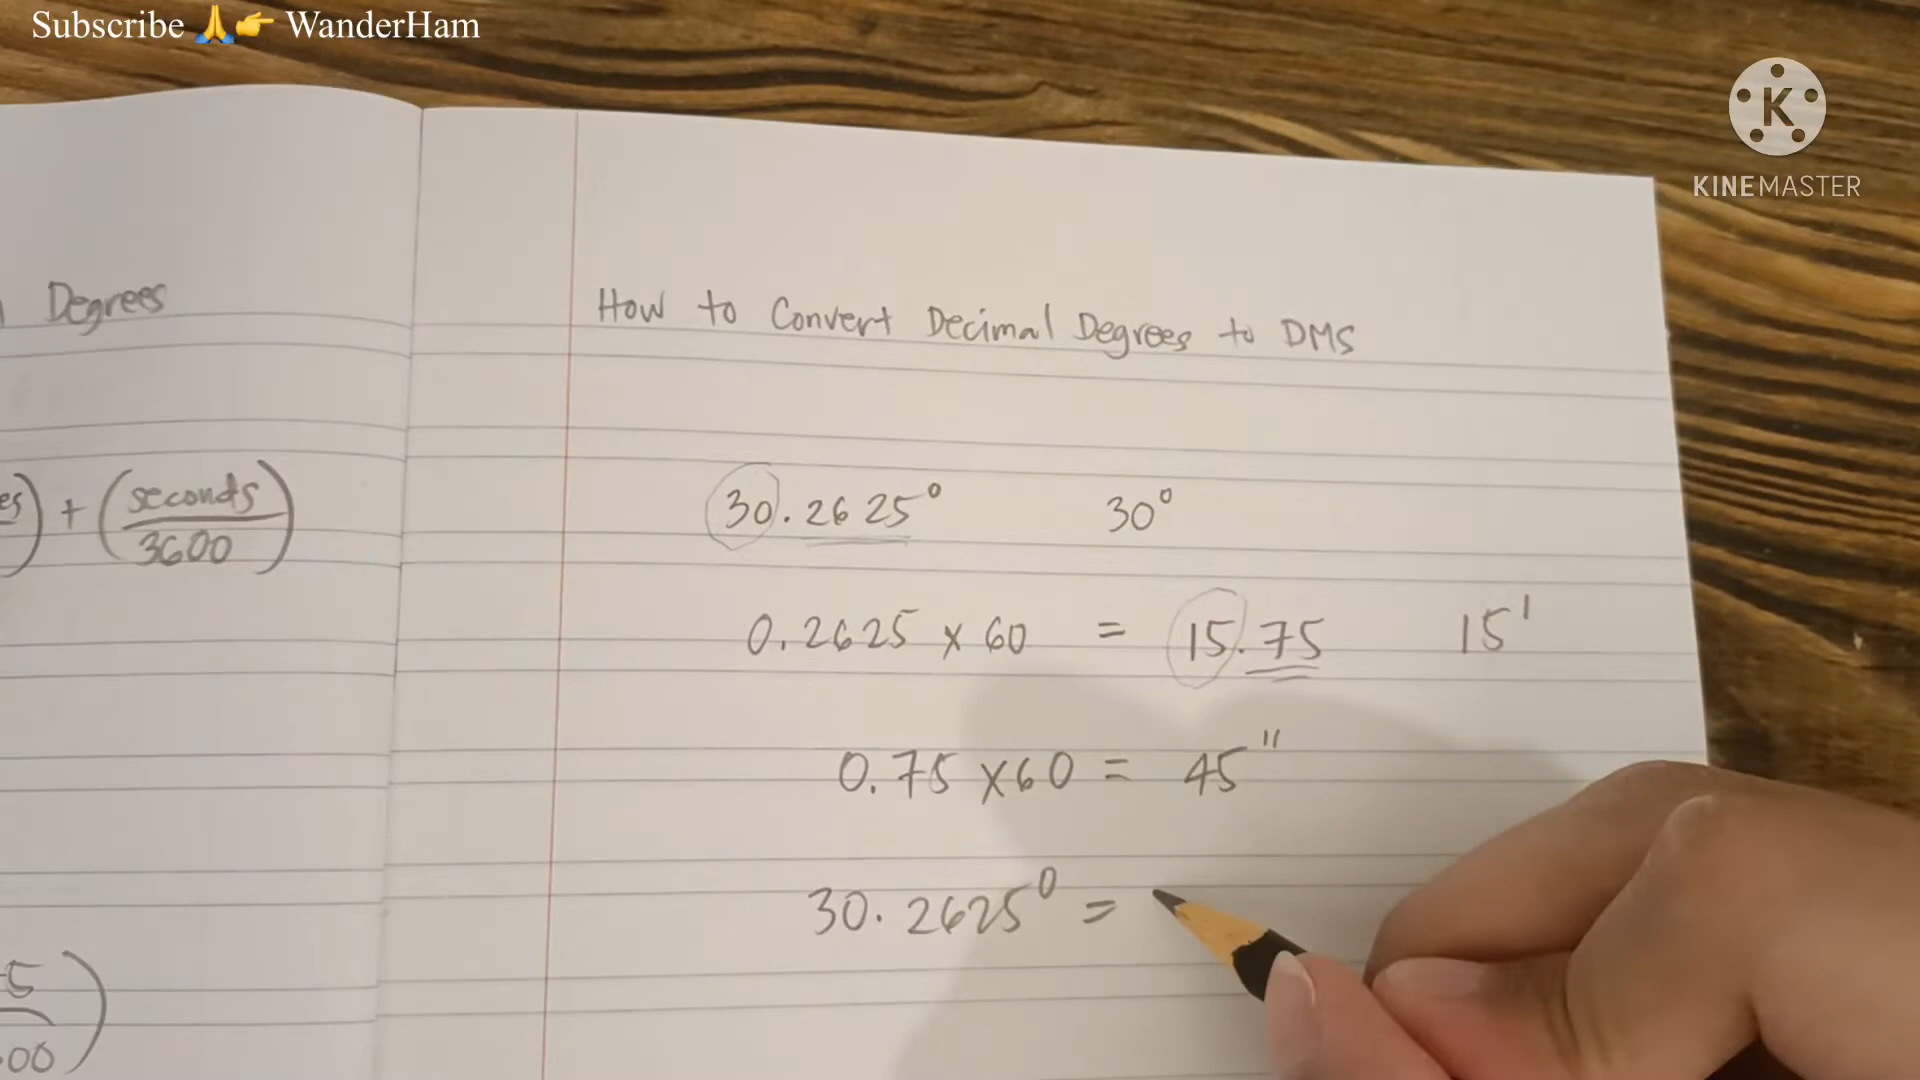 Subscribe 🙏👉 WanderHam
KINEMASTER
Degrees
+ (seconds/3600)
How to Convert Decimal Degrees to DMS
30.2625° 30°
0.2625 x 60 = 15.75 15'
0.75 x 60 = 45"
30.2625° =